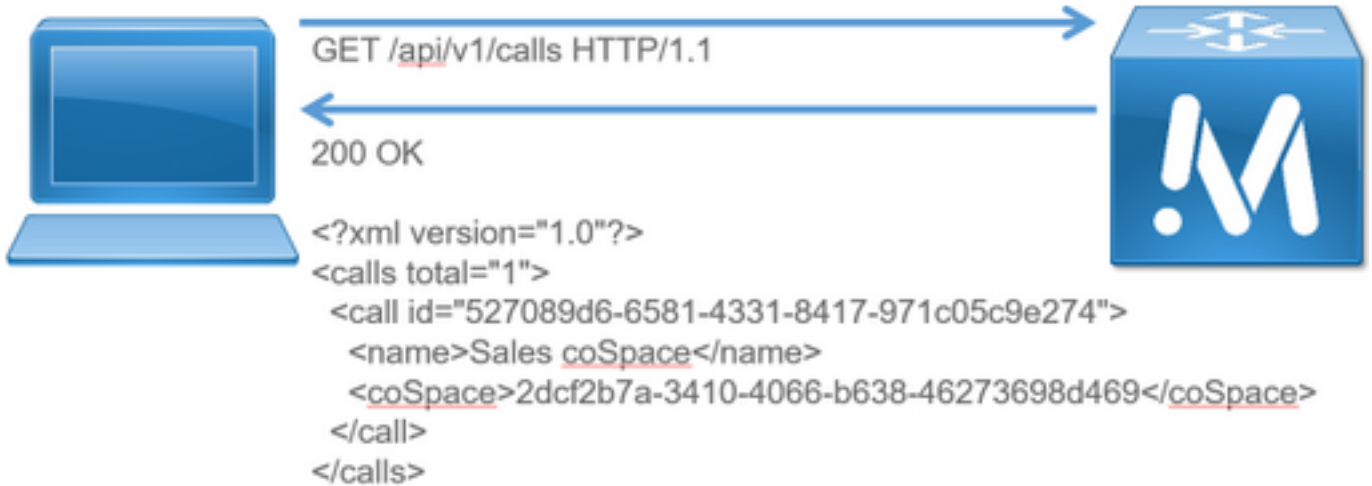 GET /api/v1/calls HTTP/1.1
200 OK
<?xml version="1.0"?>
<calls total="1">
<call id="527089d6-6581-4331-8417-971c05c9e274">
<name>Sales coSpace</name>
<coSpace>2dcf2b7a-3410-4066-b638-46273698d469</coSpace>
</call>
</calls>